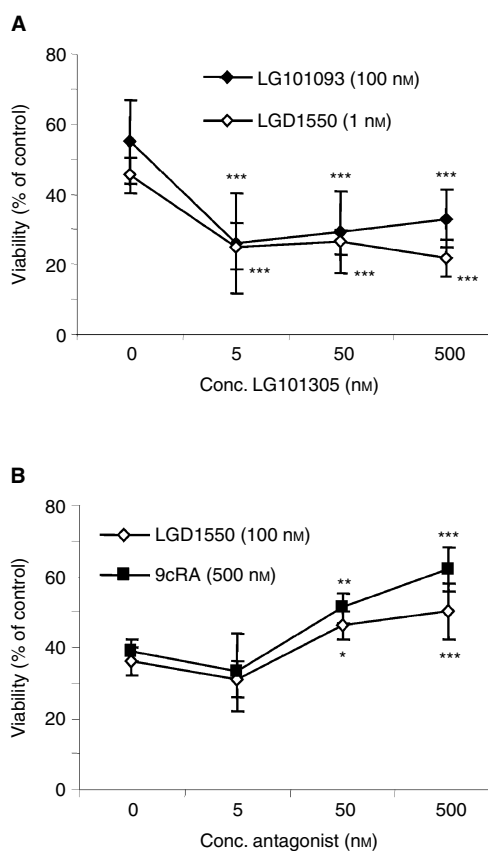 A
80
60
40
20
0
Viability (% of control)
LG101093 (100 nM)
LGD1550 (1 nM)
*** *** ***
*** *** ***
0 5 50 500
Conc. LG101305 (nM)
B
80
60
40
20
0
Viability (% of control)
LGD1550 (100 nM)
9cRA (500 nM)
** ***
* ***
0 5 50 500
Conc. antagonist (nM)